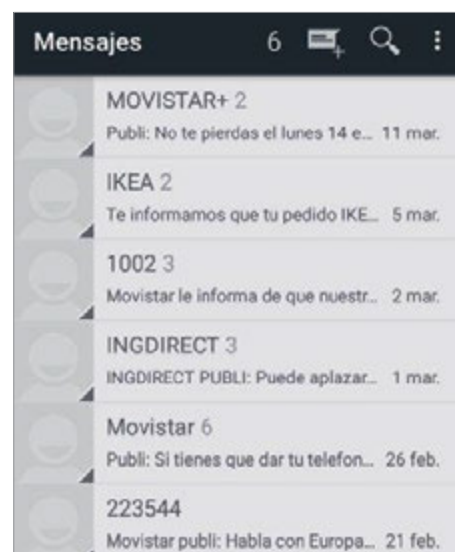 Mensajes 6
MOVISTAR+ 2
Publi: No te pierdas el lunes 14 e... 11 mar.
IKEA 2
Te informamos que tu pedido IKE... 5 mar.
1002 3
Movistar le informa de que nuestr... 2 mar.
INGDIRECT 3
INGDIRECT PUBLI: Puede aplazar... 1 mar.
Movistar 6
Publi: Si tienes que dar tu telefon... 26 feb.
223544
Movistar publi: Habla con Europa... 21 feb.